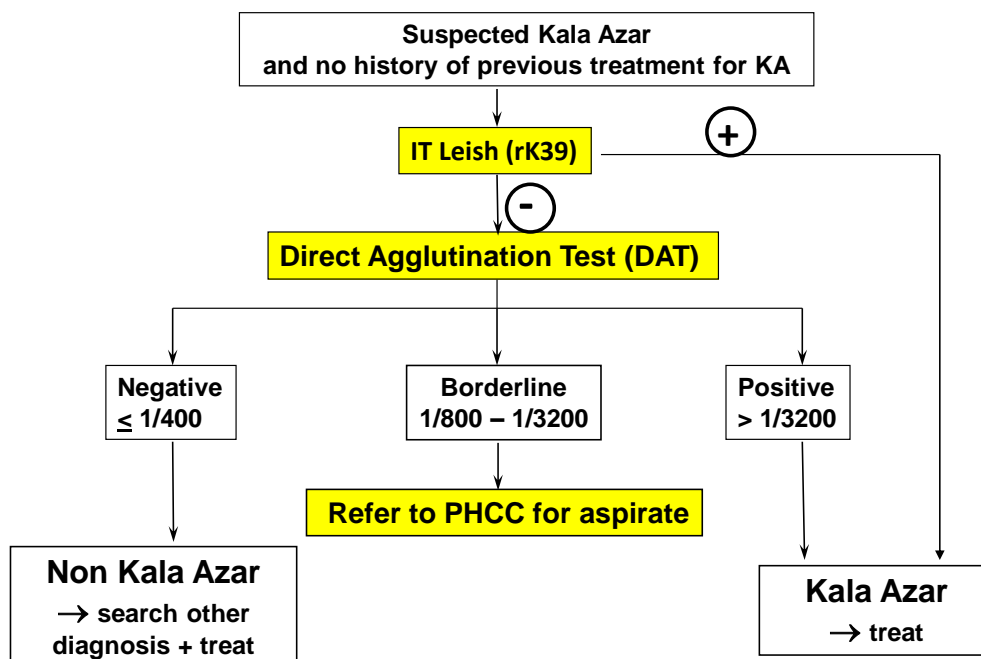 Suspected Kala Azar
and no history of previous treatment for KA
IT Leish (rK39)
+
-
Direct Agglutination Test (DAT)
Negative
≤ 1/400
Borderline
1/800 – 1/3200
Positive
> 1/3200
Refer to PHCC for aspirate
Non Kala Azar
→ search other
diagnosis + treat
Kala Azar
→ treat